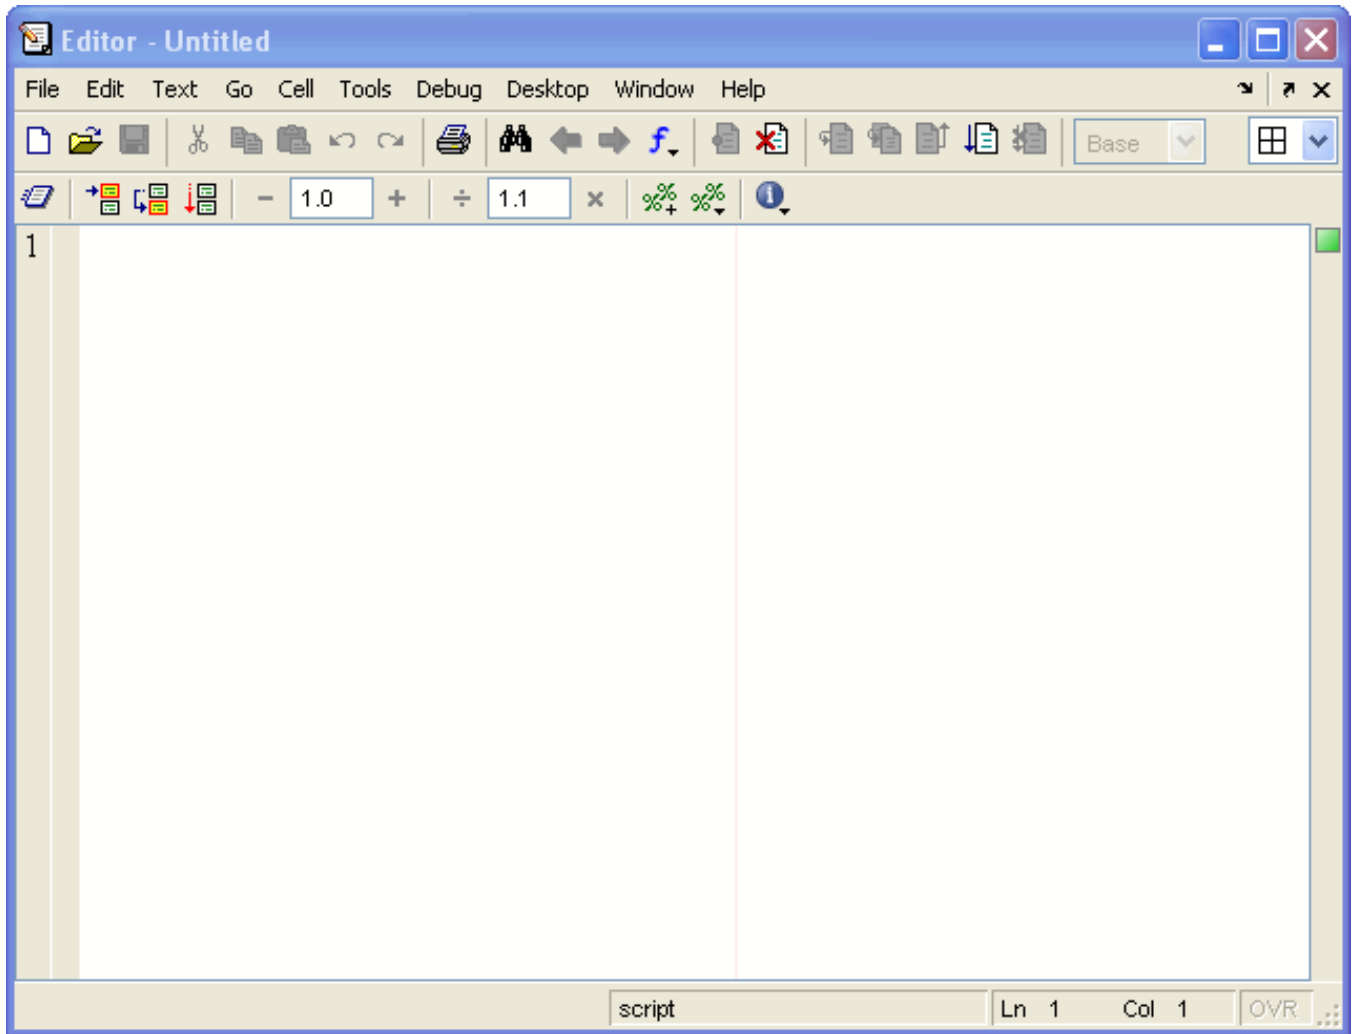 Editor - Untitled
File Edit Text Go Cell Tools Debug Desktop Window Help
Base
1.0 1.1
1
script Ln 1 Col 1 OVR